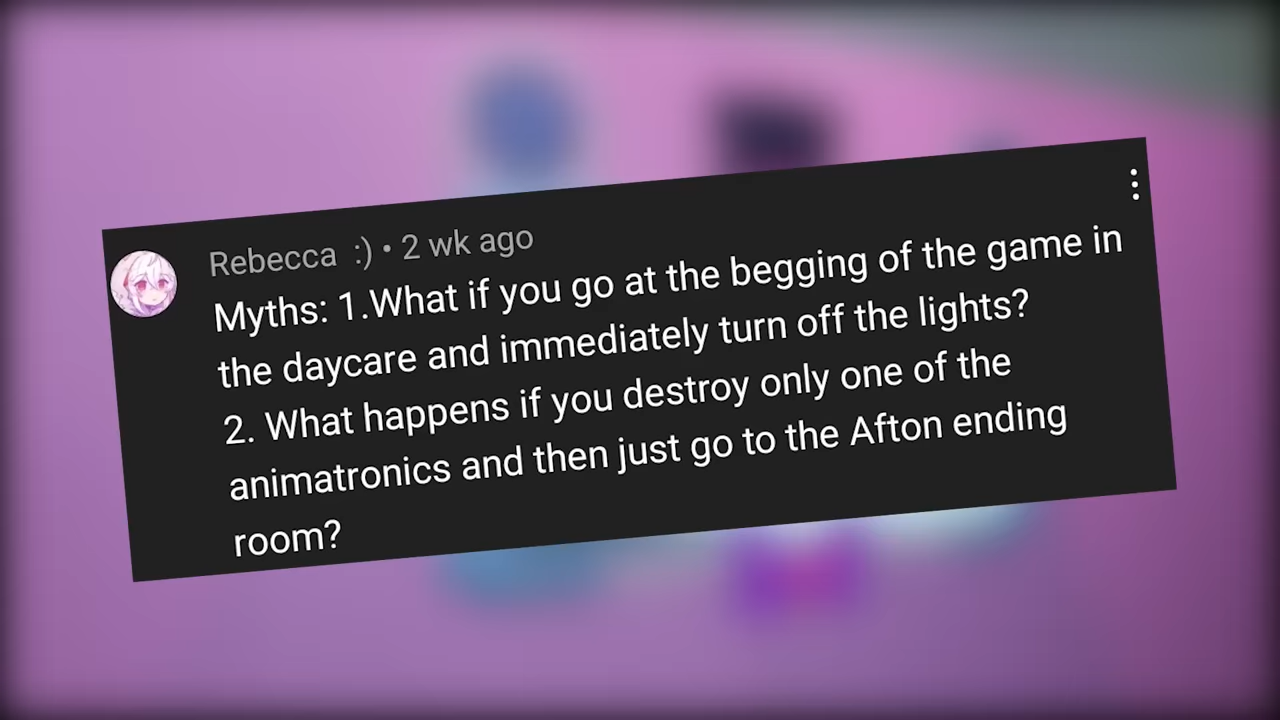 Rebecca :) • 2 wk ago
Myths: 1.What if you go at the begging of the game in
the daycare and immediately turn off the lights?
2. What happens if you destroy only one of the
animatronics and then just go to the Afton ending
room?